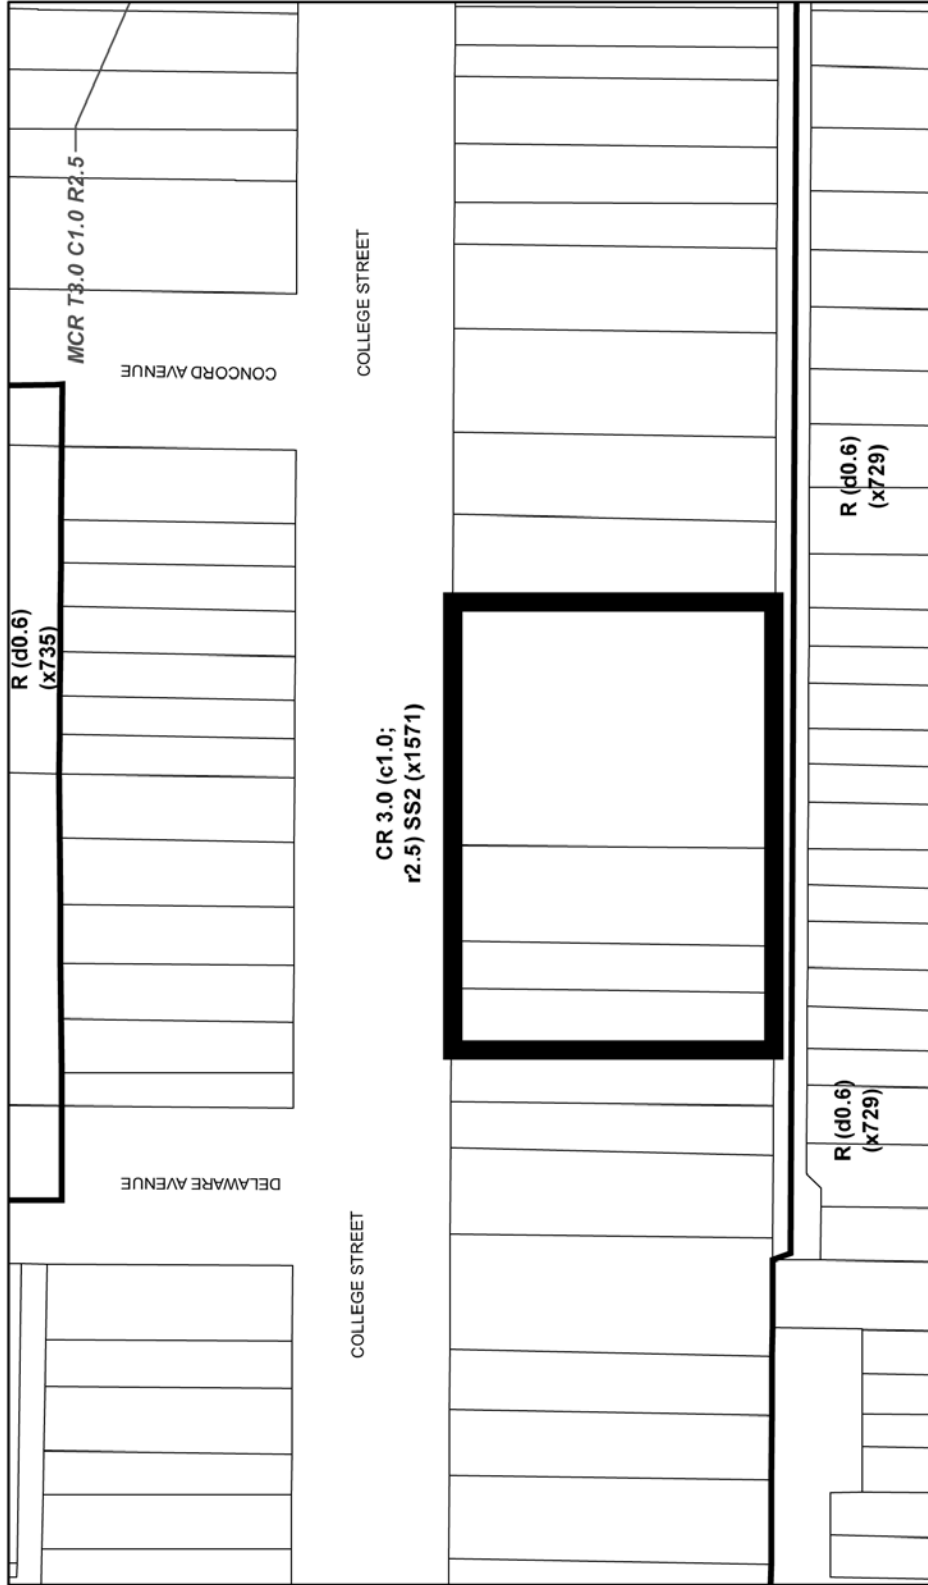 MCR T3.0 C1.0 R2.5
CONCORD AVENUE
COLLEGE STREET
R (d0.6)
(x735)
R (d0.6)
(x729)
CR 3.0 (c1.0;
r2.5) SS2 (x1571)
DELAWARE AVENUE
COLLEGE STREET
R (d0.6)
(x729)